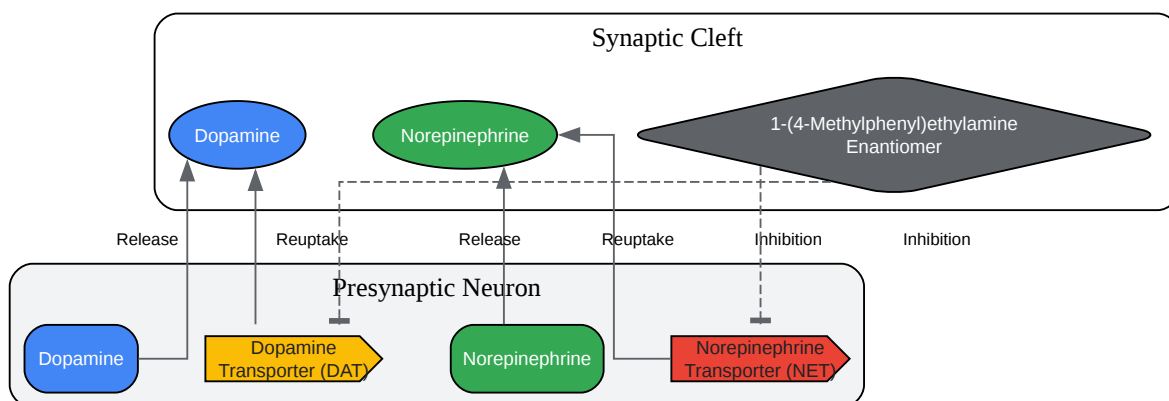 Synaptic Cleft
Dopamine
Norepinephrine
1-(4-Methylphenyl)ethylamine
Enantiomer
Release
Reuptake
Release
Reuptake
Inhibition
Inhibition
Presynaptic Neuron
Dopamine
Dopamine
Transporter (DAT)
Norepinephrine
Norepinephrine
Transporter (NET)